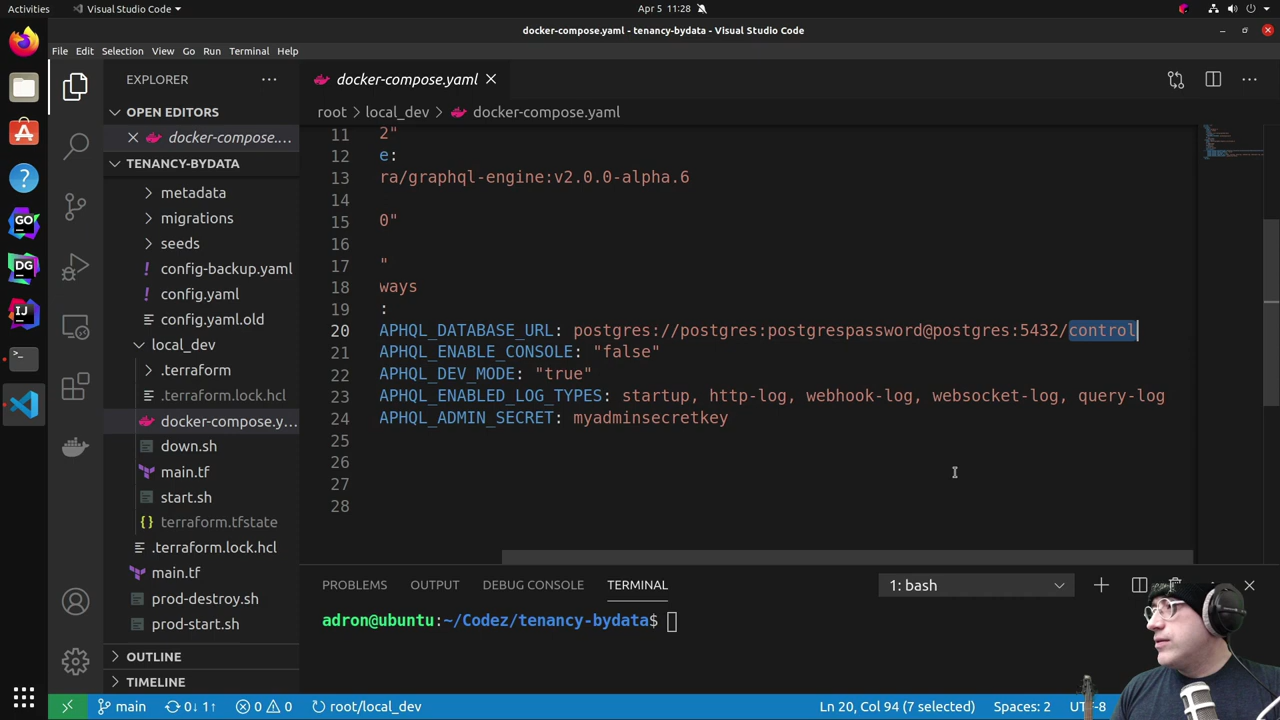 Activities
Visual Studio Code
Apr 5 11:28
docker-compose.yaml - tenancy-bydata - Visual Studio Code
File Edit Selection View Go Run Terminal Help
EXPLORER
docker-compose.yaml
OPEN EDITORS
root > local_dev > docker-compose.yaml
docker-compose....
TENANCY-BYDATA
metadata
migrations
seeds
config-backup.yaml
config.yaml
config.yaml.old
local_dev
.terraform
.terraform.lock.hcl
docker-compose.y...
down.sh
main.tf
start.sh
terraform.tfstate
.terraform.lock.hcl
main.tf
prod-destroy.sh
prod-start.sh
OUTLINE
TIMELINE
11 2"
12 e:
13 ra/graphql-engine:v2.0.0-alpha.6
14
15 0"
16
17 "
18 ways
19 :
20 APHQL_DATABASE_URL: postgres://postgres:postgrespassword@postgres:5432/control
21 APHQL_ENABLE_CONSOLE: "false"
22 APHQL_DEV_MODE: "true"
23 APHQL_ENABLED_LOG_TYPES: startup, http-log, webhook-log, websocket-log, query-log
24 APHQL_ADMIN_SECRET: myadminsecretkey
25
26
27
28
PROBLEMS OUTPUT DEBUG CONSOLE TERMINAL
1: bash
adron@ubuntu:~/Codez/tenancy-bydata$
GO
DG
IJ
main
0↓ 1↑
0 0
root/local_dev
Ln 20, Col 94 (7 selected)
Spaces: 2
UTF-8